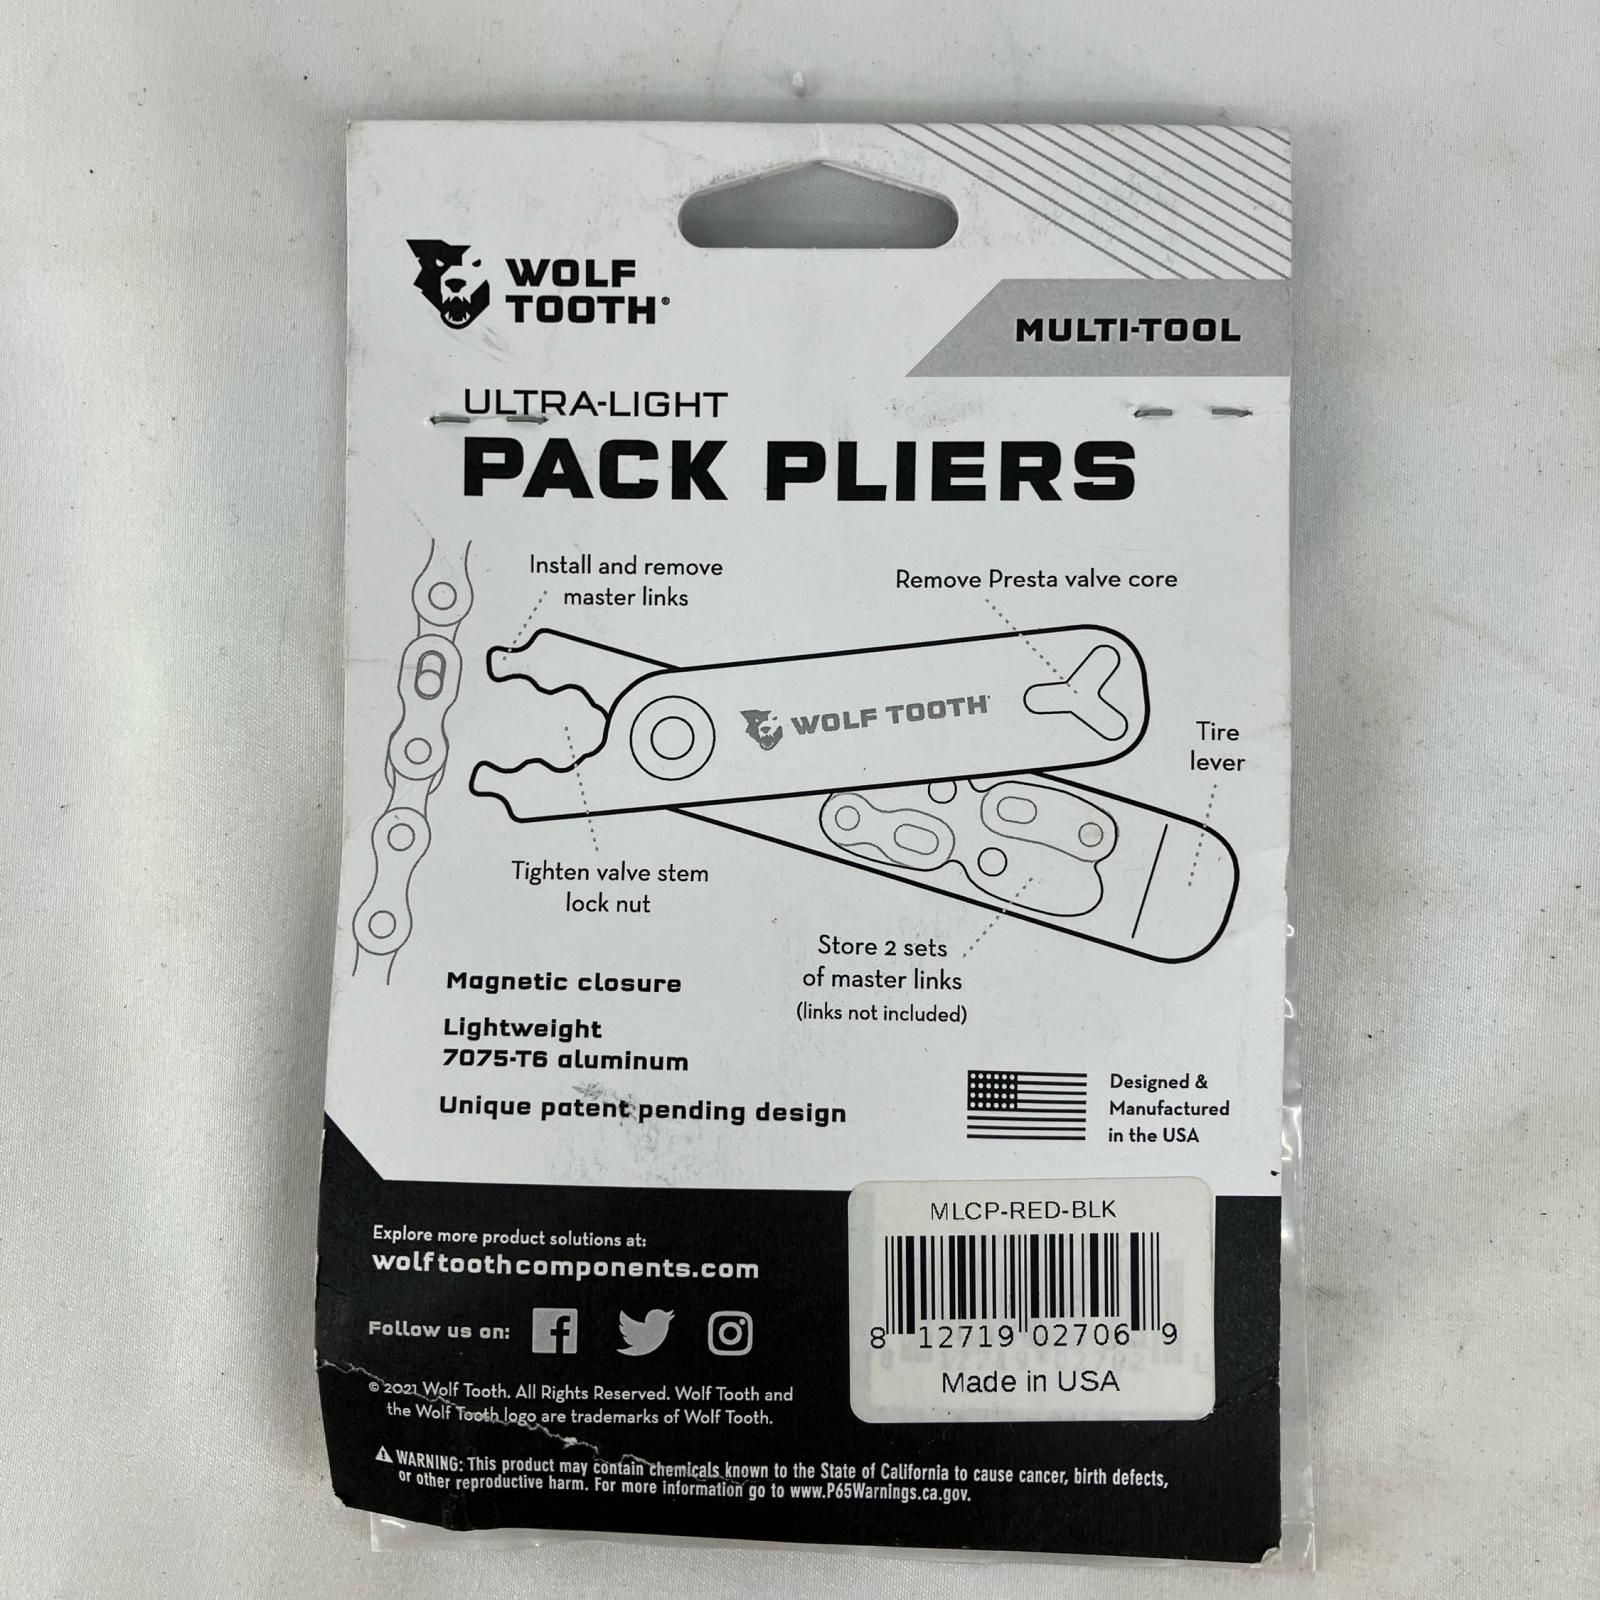 WOLF
TOOTH®
MULTI-TOOL
ULTRA-LIGHT
PACK PLIERS
Install and remove
master links
Remove Presta valve core
WOLF TOOTH
Tire
lever
Tighten valve stem
lock nut
Store 2 sets
of master links
(links not included)
Magnetic closure
Lightweight
7075-T6 aluminum
Unique patent pending design
Designed &
Manufactured
in the USA
Explore more product solutions at:
wolftoothcomponents.com
Follow us on:
© 2021 Wolf Tooth. All Rights Reserved. Wolf Tooth and
the Wolf Tooth logo are trademarks of Wolf Tooth.
WARNING: This product may contain chemicals known to the State of California to cause cancer, birth defects,
or other reproductive harm. For more information go to www.P65Warnings.ca.gov.
MLCP-RED-BLK
8 12719 02706 9
Made in USA